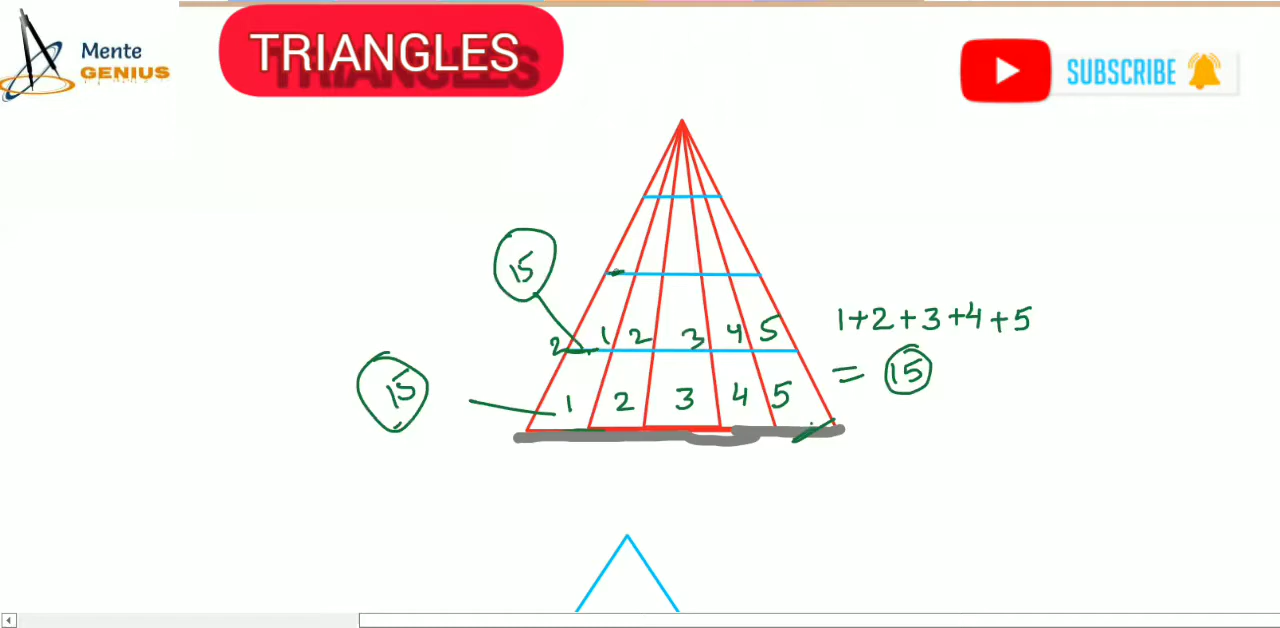 Mente
GENIUS
TRIANGLES
SUBSCRIBE
15
2 1 2 3 4 5
1+2+3+4+5
15
1 2 3 4 5
= 15